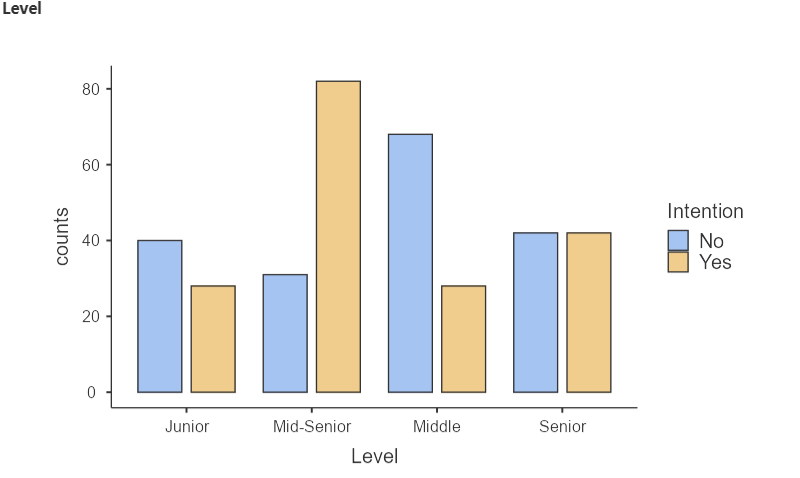 Level
80
60
40
20
0
counts
Junior
Mid-Senior
Middle
Senior
Level
Intention
No
Yes